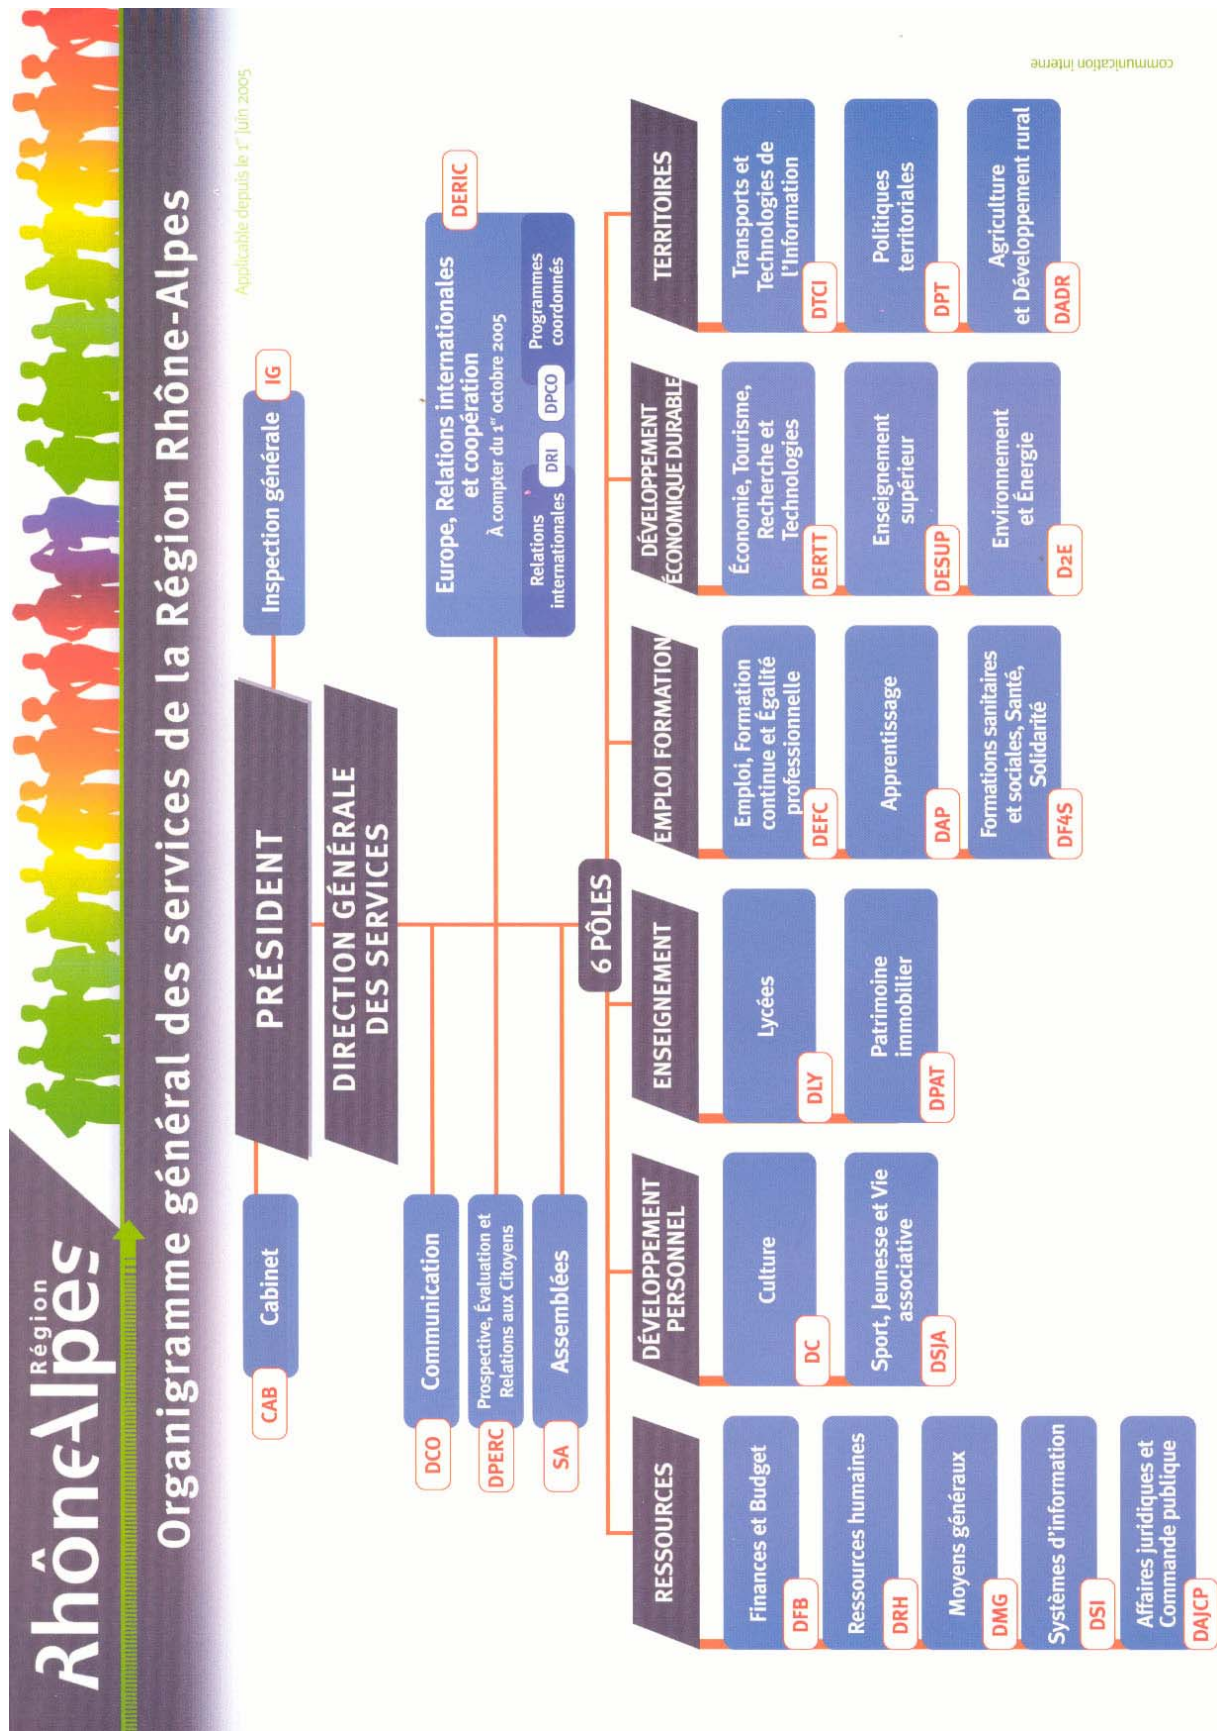 Région
RhôneAlpes
Organigramme général des services de la Région Rhône-Alpes
Applicable depuis le 1er juin 2005
PRÉSIDENT
CAB
Cabinet
Inspection générale
IG
DIRECTION GÉNÉRALE
DES SERVICES
DCO
Communication
DPERC
Prospective, Évaluation et
Relations aux Citoyens
SA
Assemblées
DERIC
Europe, Relations internationales
et coopération
À compter du 1er octobre 2005
Relations
internationales
DRI
DPCO
Programmes
coordonnés
6 PÔLES
RESSOURCES
Finances et Budget
DFB
Ressources humaines
DRH
Moyens généraux
DMG
Systèmes d'information
DSI
Affaires juridiques et
Commande publique
DAJCP
DÉVELOPPEMENT
PERSONNEL
Culture
DC
Sport, Jeunesse et Vie
associative
DSJA
ENSEIGNEMENT
Lycées
DLY
Patrimoine
immobilier
DPAT
EMPLOI FORMATION
Emploi, Formation
continue et Égalité
professionnelle
DEFC
Apprentissage
DAP
Formations sanitaires
et sociales, Santé,
Solidarité
DF4S
DÉVELOPPEMENT
ÉCONOMIQUE DURABLE
Économie, Tourisme,
Recherche et
Technologies
DERTT
Enseignement
supérieur
DESUP
Environnement
et Énergie
D2E
TERRITOIRES
Transports et
Technologies de
l'Information
DTCI
Politiques
territoriales
DPT
Agriculture
et Développement rural
DADR
communication interne